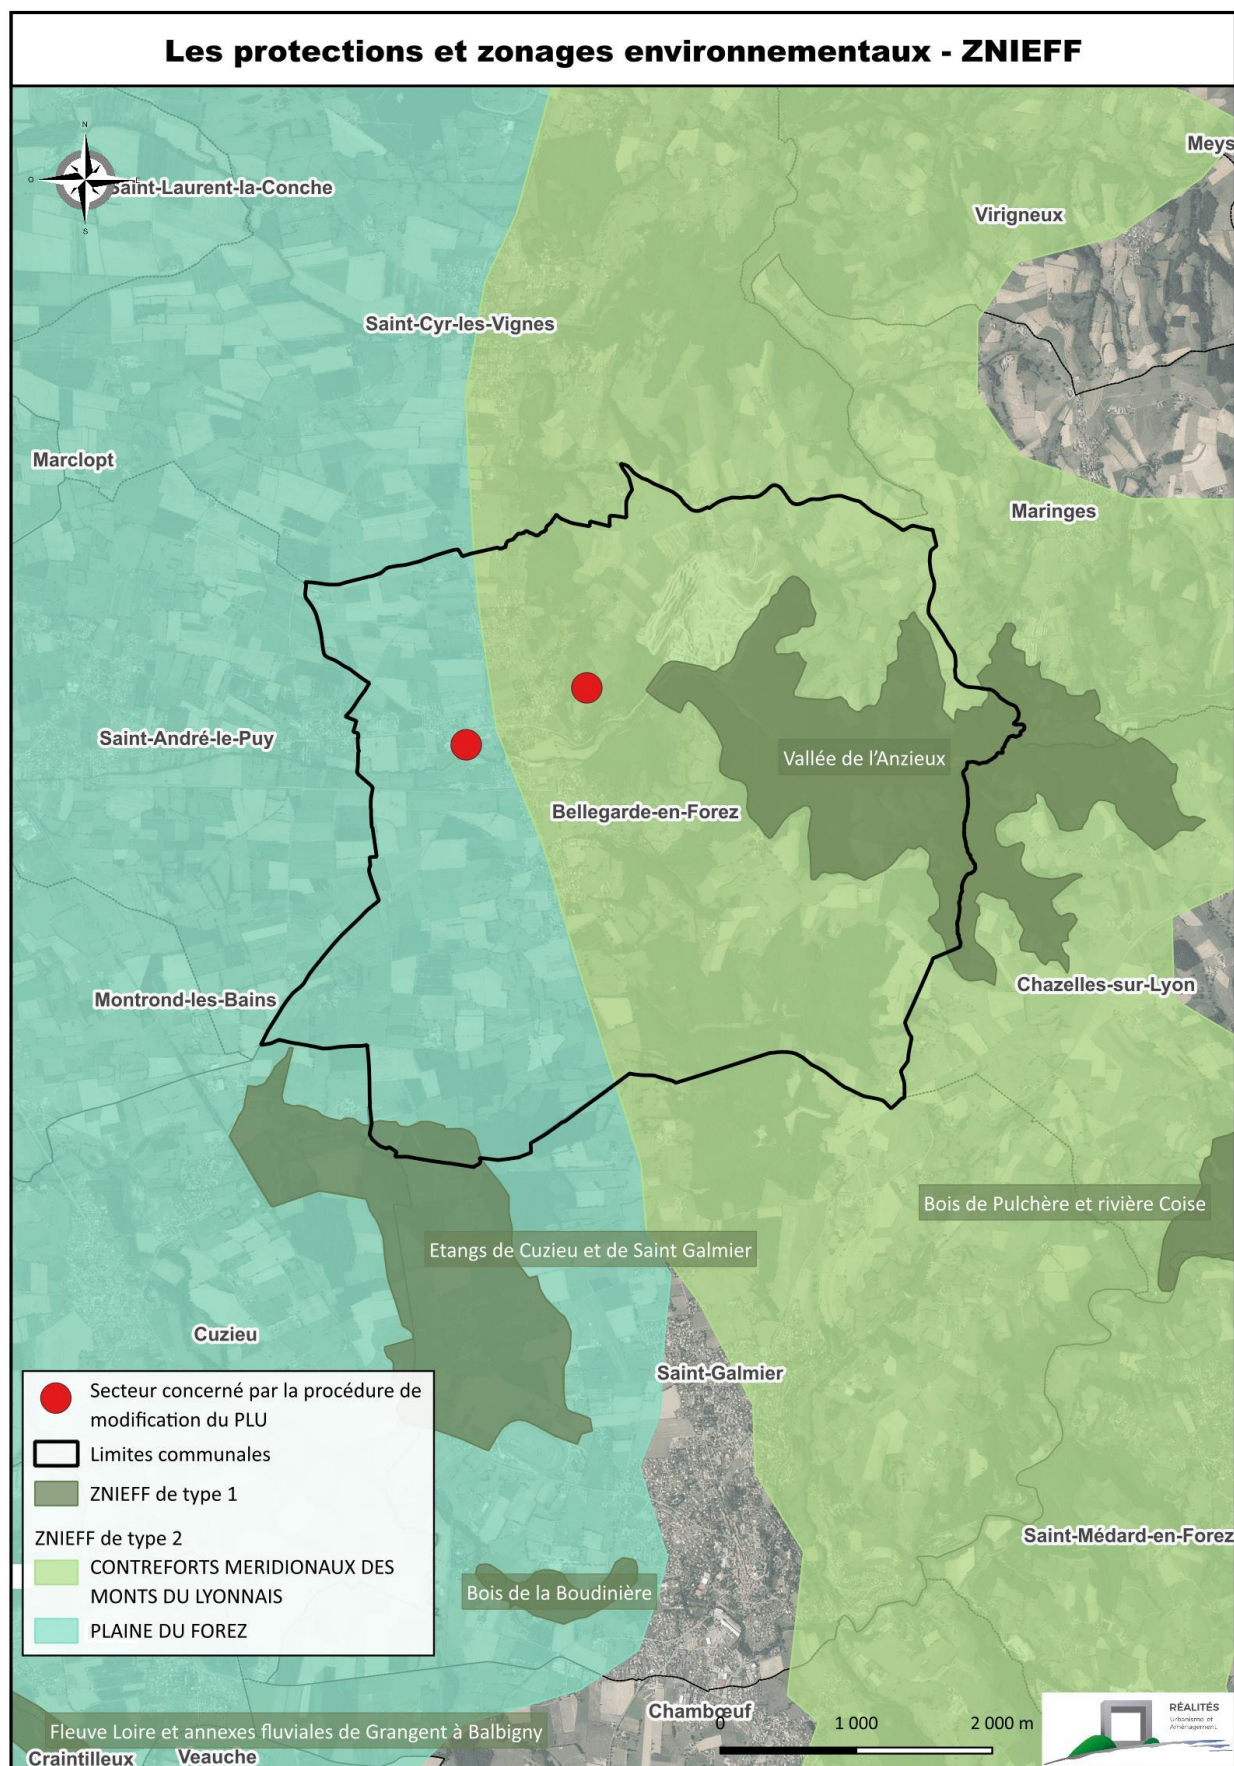 Les protections et zonages environnementaux - ZNIEFF
N
O
E
S
Meys
Saint-Laurent-la-Conche
Virigneux
Saint-Cyr-les-Vignes
Marclopt
Maringes
Saint-André-le-Puy
Vallée de l'Anzieux
Bellegarde-en-Forez
Chazelles-sur-Lyon
Montrond-les-Bains
Bois de Pulchère et rivière Coise
Etangs de Cuzieu et de Saint Galmier
Cuzieu
Saint-Galmier
Secteur concerné par la procédure de
modification du PLU
Limites communales
ZNIEFF de type 1
ZNIEFF de type 2
CONTREFORTS MERIDIONAUX DES
MONTS DU LYONNAIS
PLAINE DU FOREZ
Saint-Médard-en-Forez
Bois de la Boudinière
Chambœuf
Fleuve Loire et annexes fluviales de Grangent à Balbigny
Craintilleux
Veauche
0 1 000 2 000 m
RÉALITÉS
Urbanisme et
Aménagement